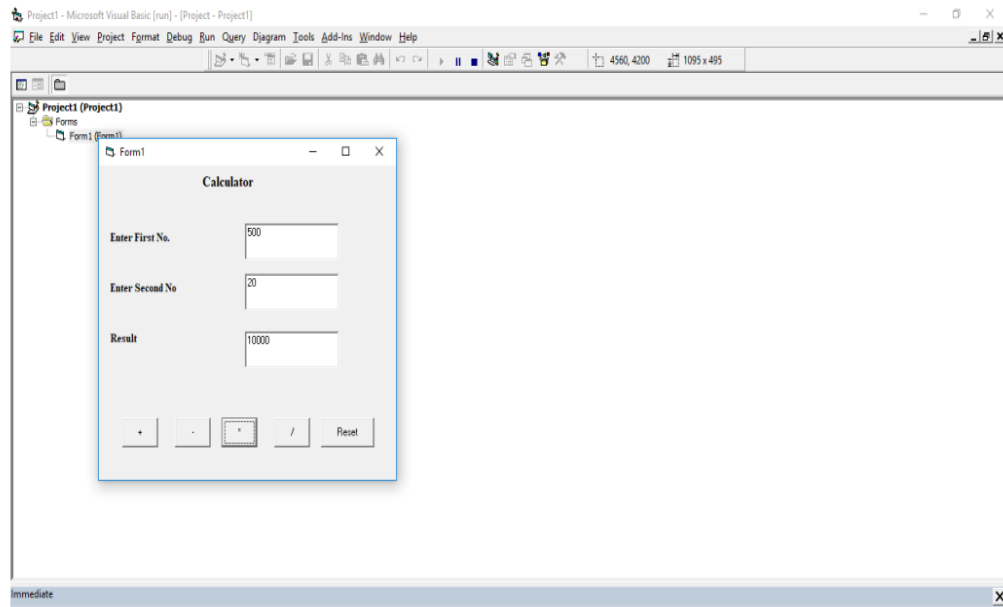 Project1 - Microsoft Visual Basic [run] - [Project - Project1]
File Edit View Project Format Debug Run Query Diagram Tools Add-Ins Window Help
4560, 4200 1095 x 495
Project1 (Project1)
Forms
Form1 (Form1)
Form1
Calculator
Enter First No. 500
Enter Second No 20
Result 10000
+ - * / Reset
Immediate